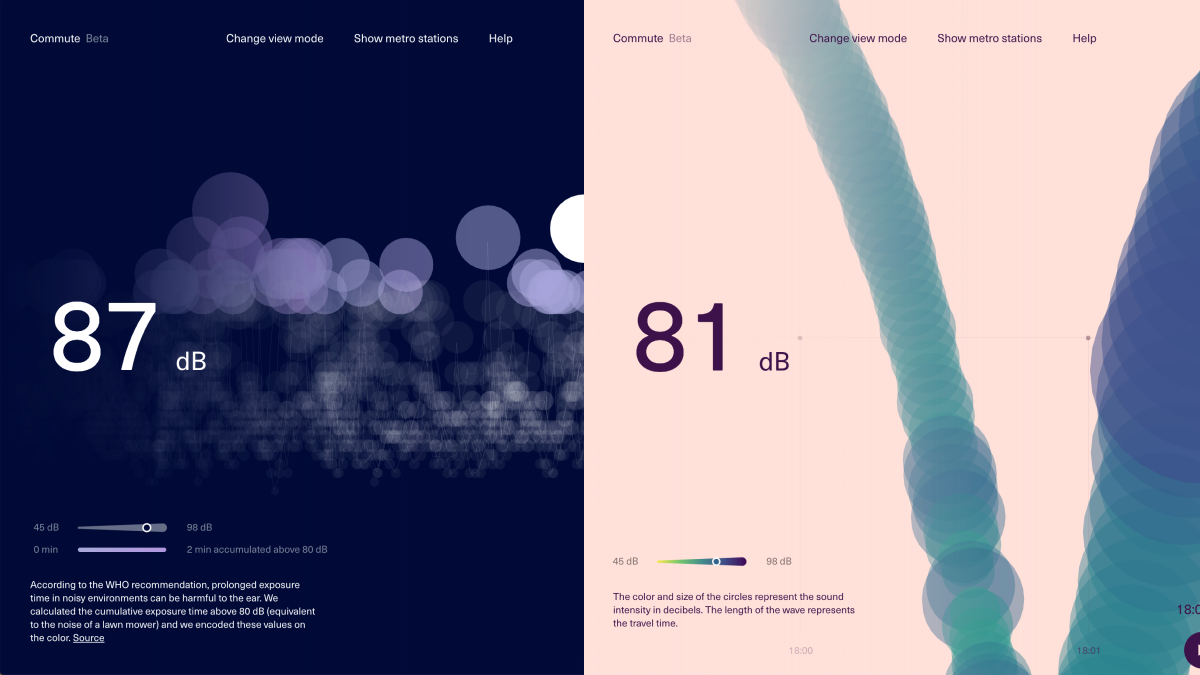 Commute Beta
Change view mode
Show metro stations
Help
87 dB
45 dB
98 dB
0 min
2 min accumulated above 80 dB
According to the WHO recommendation, prolonged exposure
time in noisy environments can be harmful to the ear. We
calculated the cumulative exposure time above 80 dB (equivalent
to the noise of a lawn mower) and we encoded these values on
the color. Source
Commute Beta
Change view mode
Show metro stations
Help
81 dB
45 dB
98 dB
The color and size of the circles represent the sound
intensity in decibels. The length of the wave represents
the travel time.
18:00
18:01